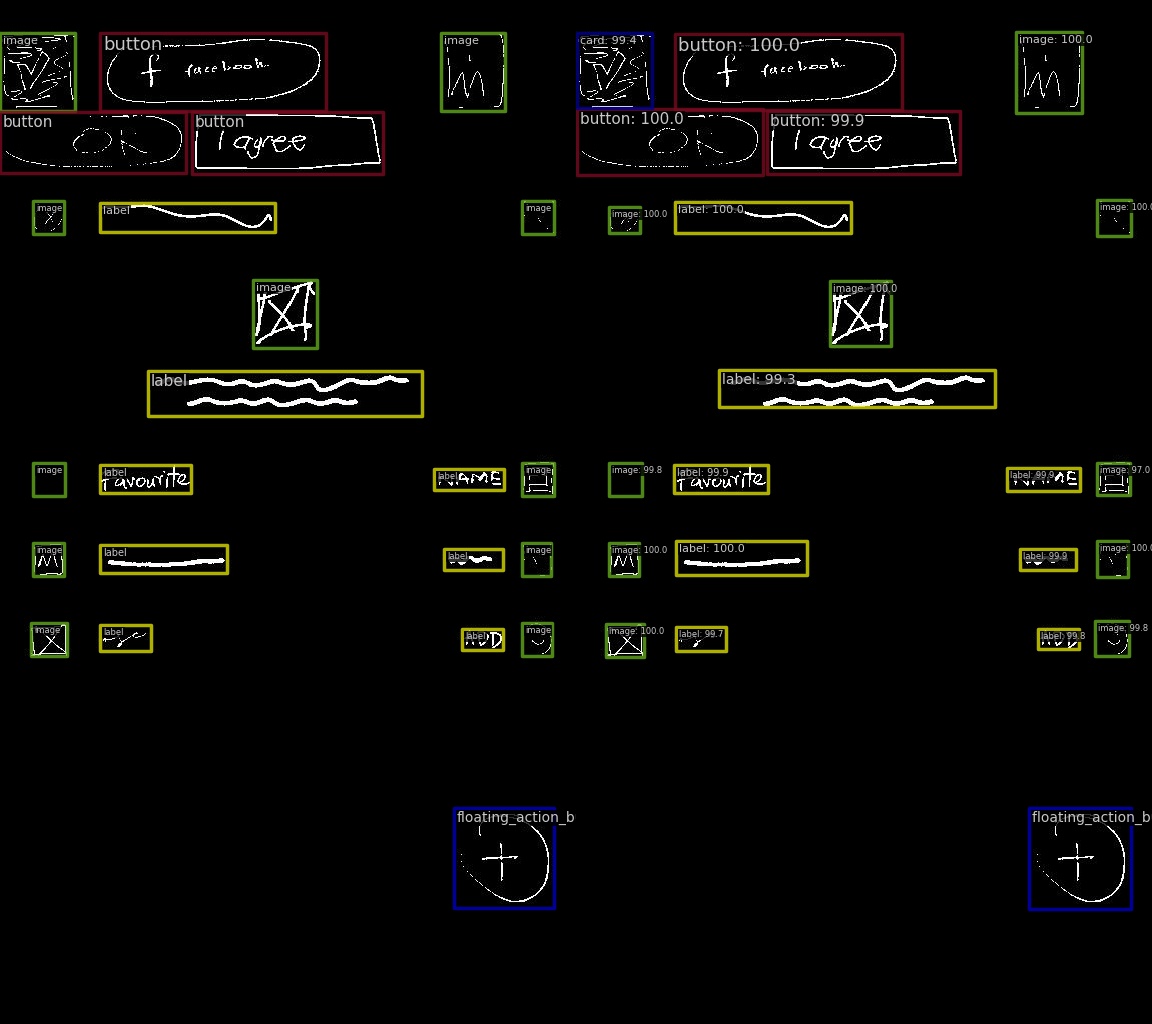 image button image card: 99.4 button: 100.0 image: 100.0
f facebook M f facebook M
button button button: 100.0 button: 99.9
OK I agree OK I agree
image label image image: 100.0 label: 100.0 image: 100.0
image image: 100.0
label label: 99.3
image label label image image: 99.8 label: 99.9 label: 99.9 image: 97.0
Favourite NAME Favourite NAME
image label label image image: 100.0 label: 100.0 label: 99.9 image: 100.0
M M
image label label image image: 100.0 label: 99.7 label: 99.8 image: 99.8
floating_action_b floating_action_b